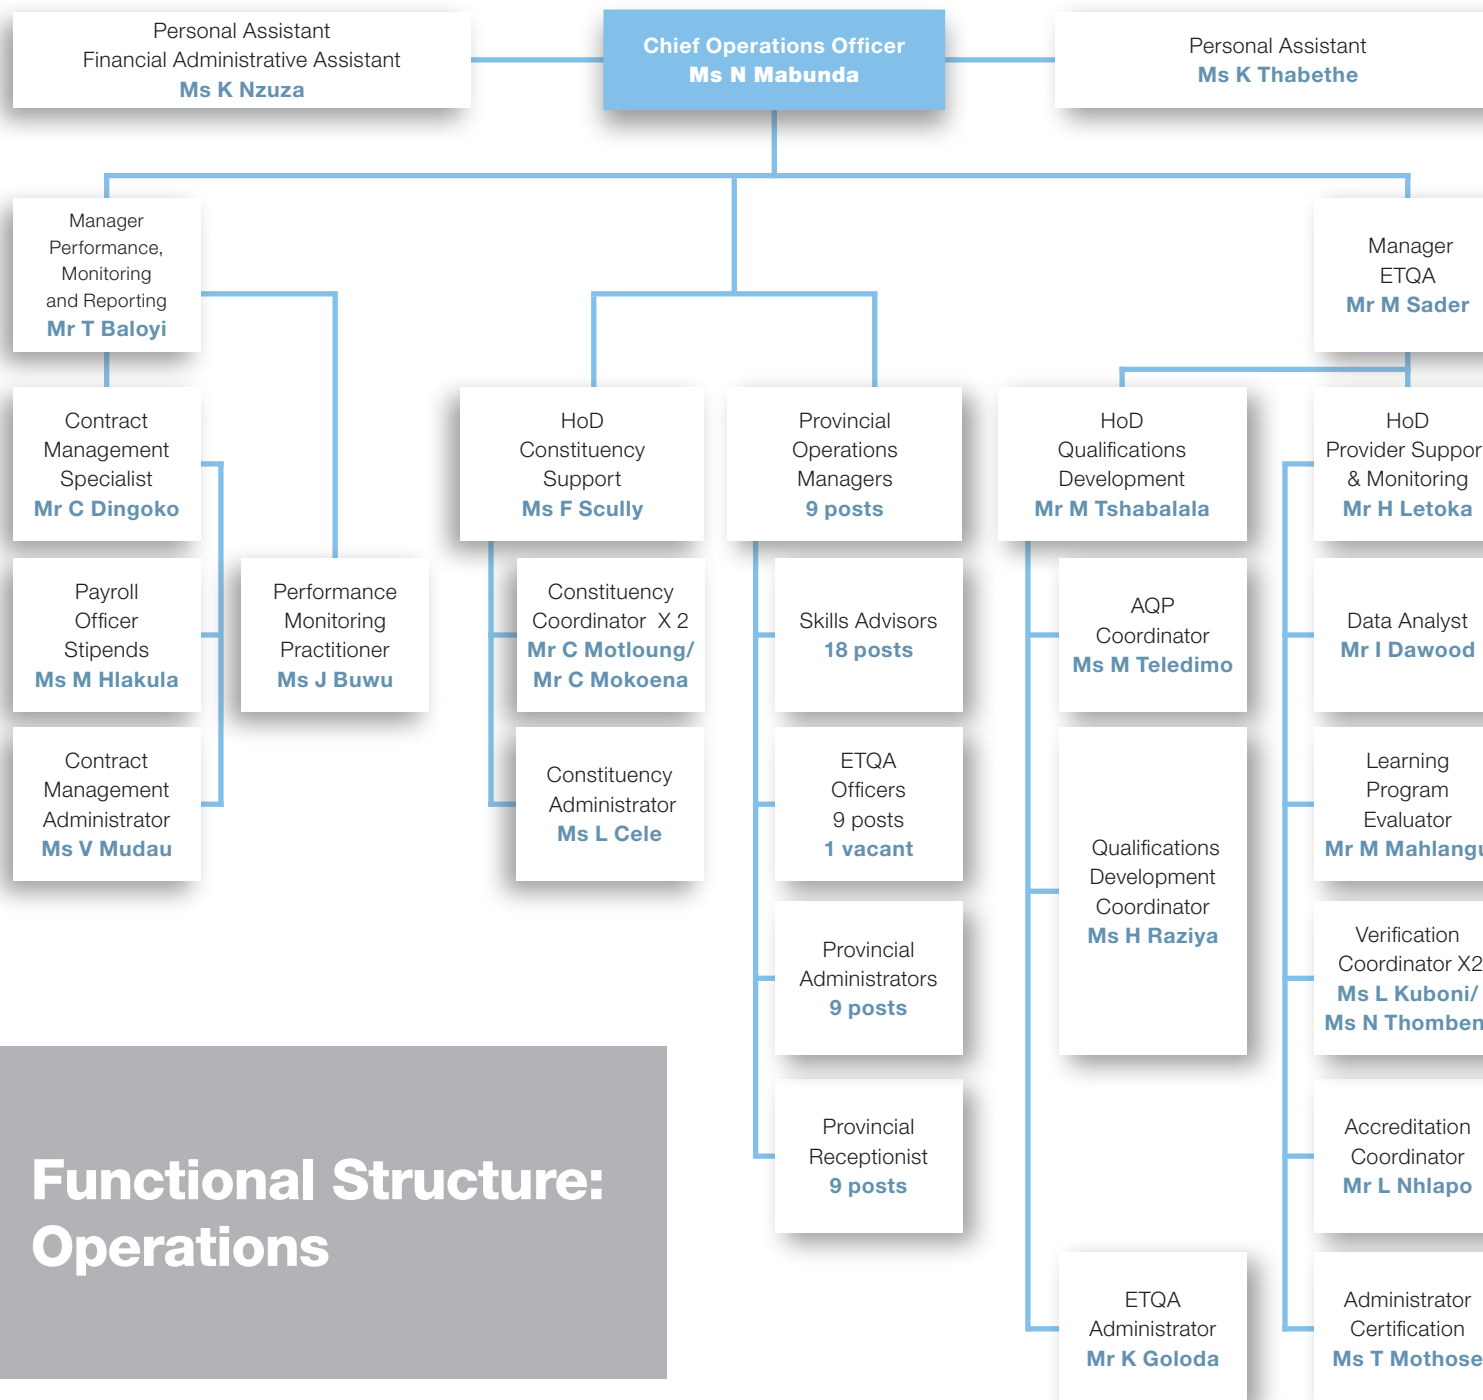 Personal Assistant
Financial Administrative Assistant
Ms K Nzuza
Chief Operations Officer
Ms N Mabunda
Personal Assistant
Ms K Thabethe
Manager
Performance,
Monitoring
and Reporting
Mr T Baloyi
Manager
ETQA
Mr M Sader
Contract
Management
Specialist
Mr C Dingoko
HoD
Constituency
Support
Ms F Scully
Provincial
Operations
Managers
9 posts
HoD
Qualifications
Development
Mr M Tshabalala
HoD
Provider Suppor
& Monitoring
Mr H Letoka
Payroll
Officer
Stipends
Ms M Hlakula
Performance
Monitoring
Practitioner
Ms J Buwu
Constituency
Coordinator X 2
Mr C Motloung/
Mr C Mokoena
Skills Advisors
18 posts
AQP
Coordinator
Ms M Teledimo
Data Analyst
Mr I Dawood
Contract
Management
Administrator
Ms V Mudau
Constituency
Administrator
Ms L Cele
ETQA
Officers
9 posts
1 vacant
Qualifications
Development
Coordinator
Ms H Raziya
Learning
Program
Evaluator
Mr M Mahlangu
Provincial
Administrators
9 posts
Verification
Coordinator X2
Ms L Kuboni/
Ms N Thomben
Provincial
Receptionist
9 posts
Accreditation
Coordinator
Mr L Nhlapo
Functional Structure:
Operations
ETQA
Administrator
Mr K Goloda
Administrator
Certification
Ms T Mothose